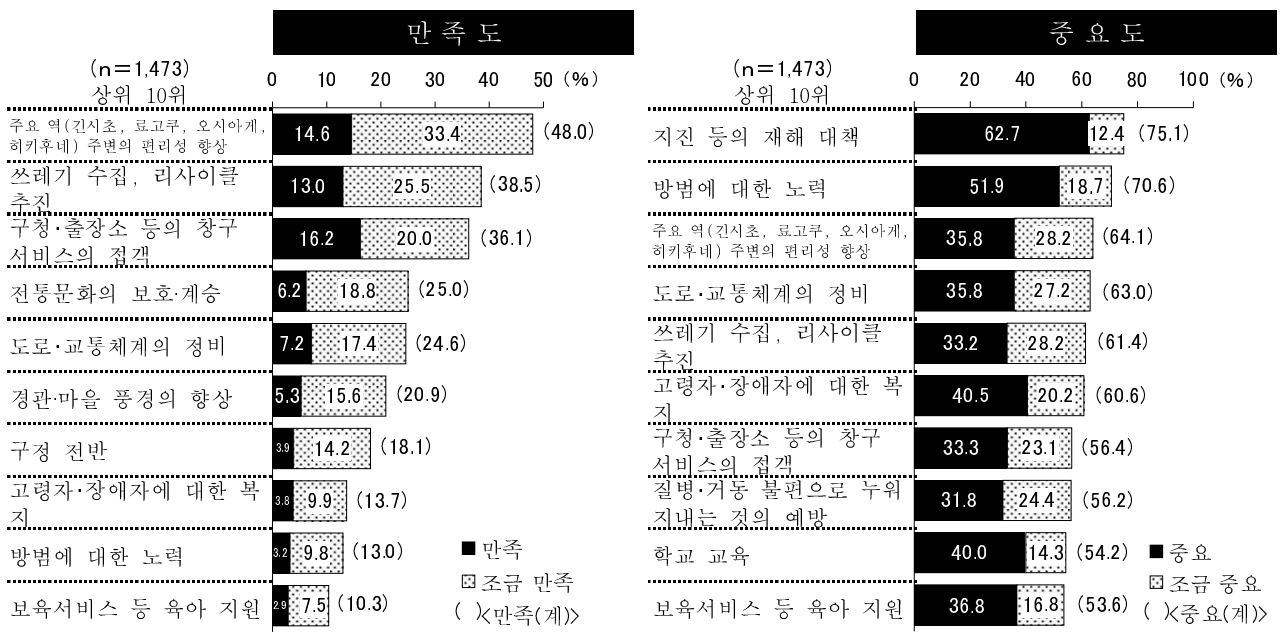 만족도
(n=1,473)
상위 10위
0 10 20 30 40 50 (%)
주요 역(긴시초, 료고쿠, 오시아게,
히키후네) 주변의 편리성 향상
14.6 33.4 (48.0)
쓰레기 수집, 리사이클
추진
13.0 25.5 (38.5)
구청·출장소 등의 창구
서비스의 접객
16.2 20.0 (36.1)
전통문화의 보호·계승
6.2 18.8 (25.0)
도로·교통체계의 정비
7.2 17.4 (24.6)
경관·마을 풍경의 향상
5.3 15.6 (20.9)
구정 전반
3.9 14.2 (18.1)
고령자·장애자에 대한 복
지
3.8 9.9 (13.7)
방범에 대한 노력
3.2 9.8 (13.0)
보육서비스 등 육아 지원
2.9 7.5 (10.3)
■ 만족
조금 만족
( )<만족(계)>
중요도
(n=1,473)
상위 10위
0 20 40 60 80 100 (%)
지진 등의 재해 대책
62.7 12.4 (75.1)
방범에 대한 노력
51.9 18.7 (70.6)
주요 역(긴시초, 료고쿠, 오시아게,
히키후네) 주변의 편리성 향상
35.8 28.2 (64.1)
도로·교통체계의 정비
35.8 27.2 (63.0)
쓰레기 수집, 리사이클
추진
33.2 28.2 (61.4)
고령자·장애자에 대한 복
지
40.5 20.2 (60.6)
구청·출장소 등의 창구
서비스의 접객
33.3 23.1 (56.4)
질병·거동 불편으로 누워
지내는 것의 예방
31.8 24.4 (56.2)
학교 교육
40.0 14.3 (54.2)
보육서비스 등 육아 지원
36.8 16.8 (53.6)
■ 중요
조금 중요
( )<중요(계)>